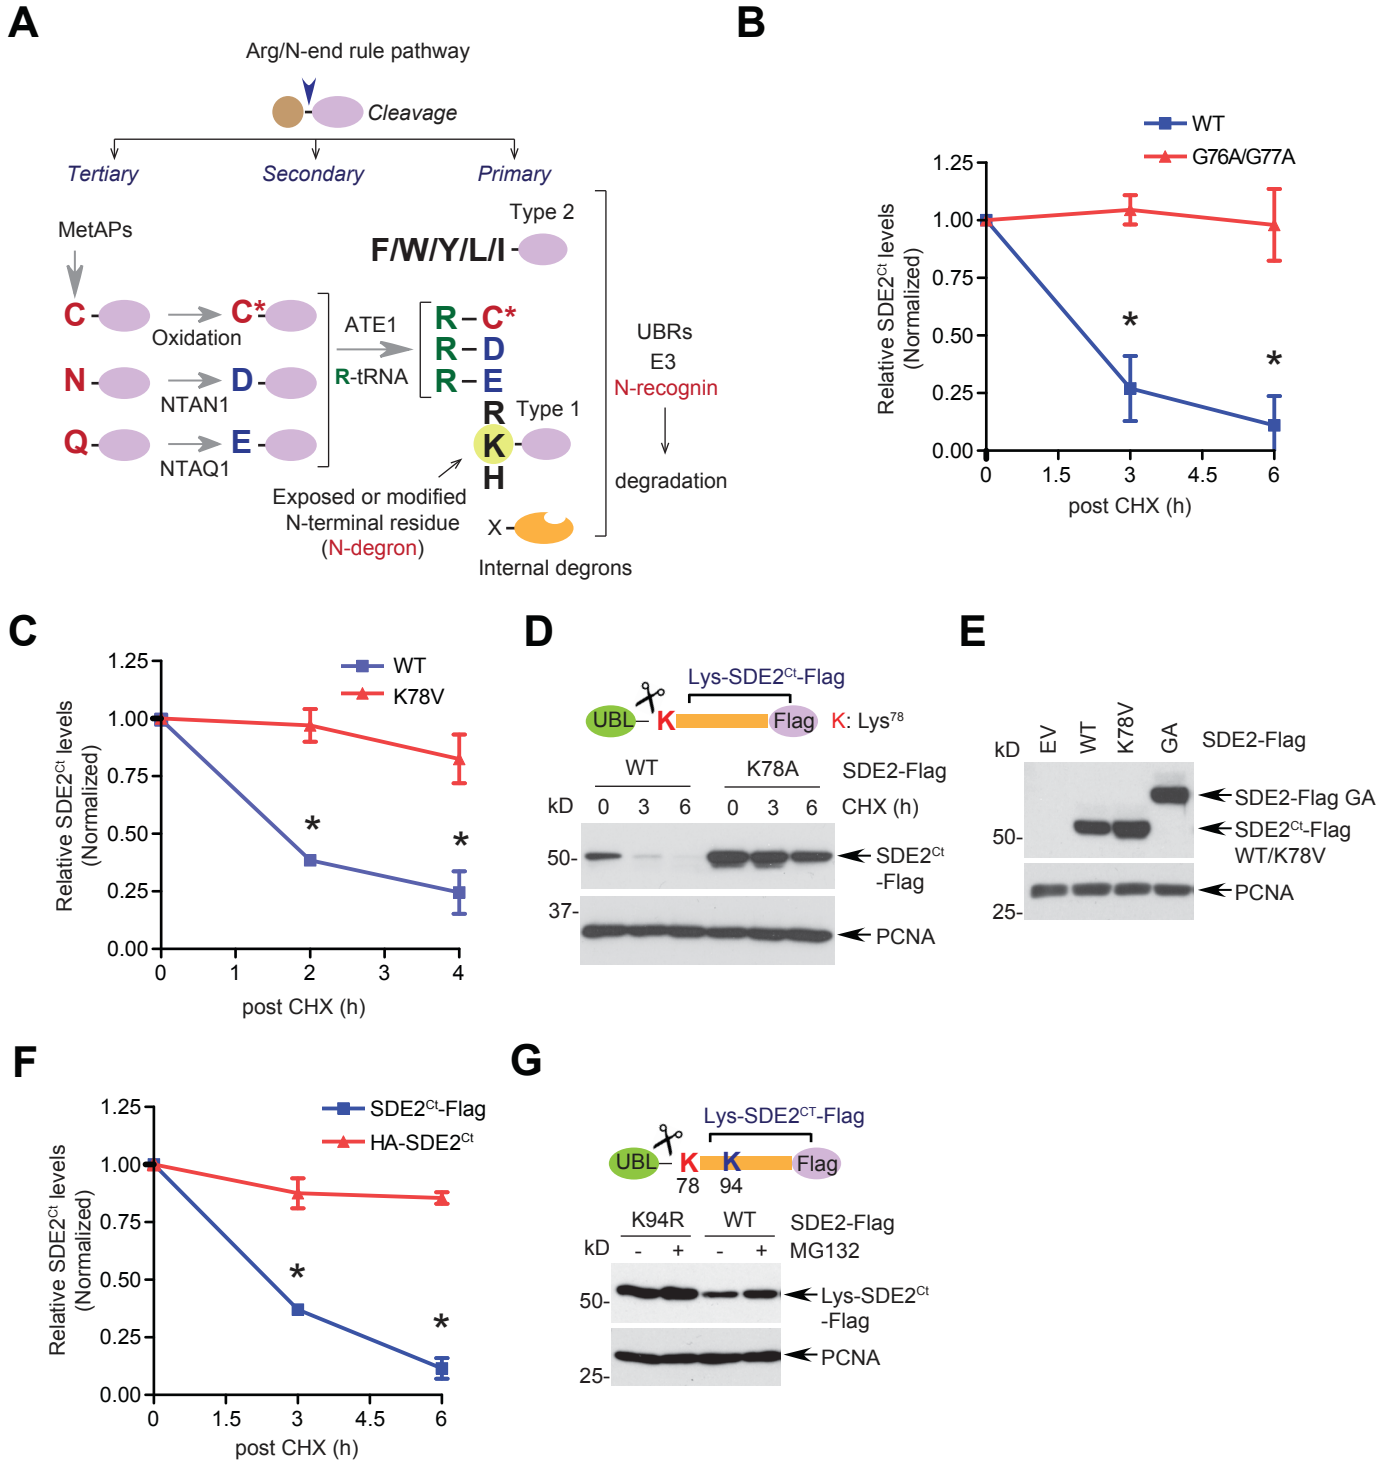 A
Arg/N-end rule pathway
Cleavage
Tertiary
Secondary
Primary
Type 2
MetAPs
F/W/Y/L/I
C
Oxidation
C*
ATE1
R-tRNA
R – C*
R – D
R – E
N
NTAN1
D
Q
NTAQ1
E
R
Type 1
K
H
Exposed or modified
N-terminal residue
(N-degron)
X
Internal degrons
UBRs
E3
N-recognin
degradation
B
WT
G76A/G77A
Relative SDE2Ct levels
(Normalized)
1.25
1.00
0.75
0.50
0.25
0.00
*
*
0 1.5 3 4.5 6
post CHX (h)
C
WT
K78V
Relative SDE2Ct levels
(Normalized)
1.25
1.00
0.75
0.50
0.25
0.00
*
*
0 1 2 3 4
post CHX (h)
D
Lys-SDE2Ct-Flag
UBL K Flag K: Lys78
WT K78A SDE2-Flag
kD 0 3 6 0 3 6 CHX (h)
50-
SDE2Ct
-Flag
37-
PCNA
E
kD EV WT K78V GA SDE2-Flag
SDE2-Flag GA
50-
SDE2Ct-Flag
WT/K78V
PCNA
25-
F
SDE2Ct-Flag
HA-SDE2Ct
Relative SDE2Ct levels
(Normalized)
1.25
1.00
0.75
0.50
0.25
0.00
*
*
0 1.5 3 4.5 6
post CHX (h)
G
Lys-SDE2CT-Flag
UBL K K Flag
78 94
K94R WT SDE2-Flag
kD - + - + MG132
50-
Lys-SDE2Ct
-Flag
PCNA
25-